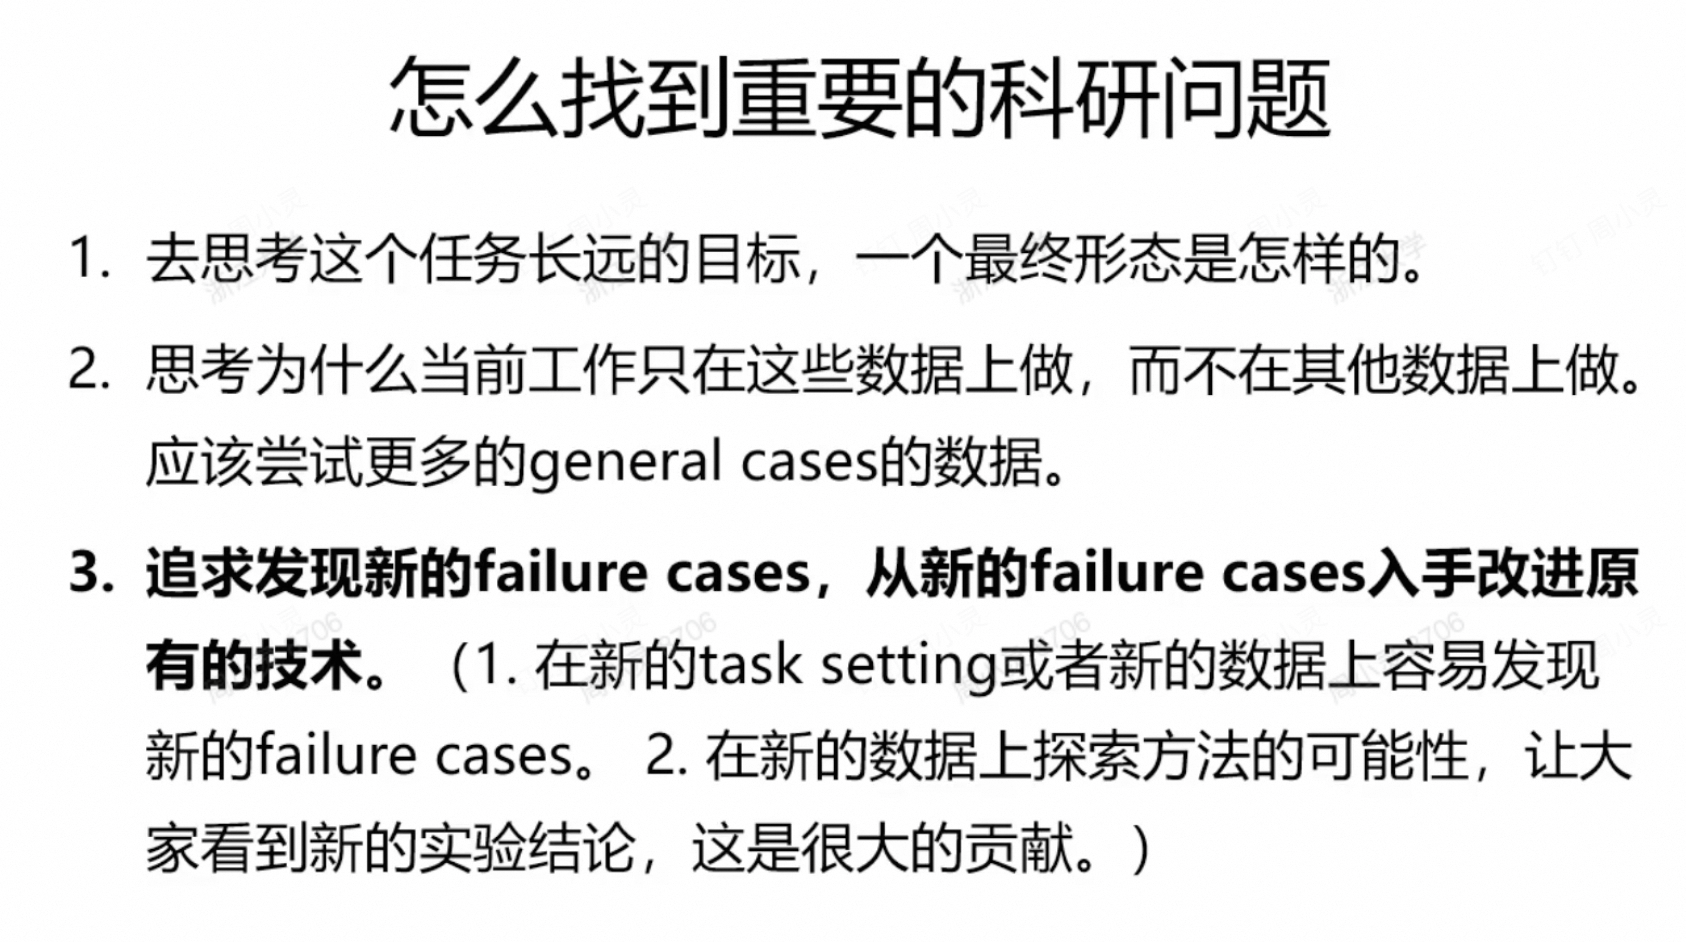 怎么找到重要的科研问题
1. 去思考这个任务长远的目标，一个最终形态是怎样的。
2. 思考为什么当前工作只在这些数据上做，而不在其他数据上做。
应该尝试更多的general cases的数据。
3. 追求发现新的failure cases，从新的failure cases入手改进原
有的技术。（1. 在新的task setting或者新的数据上容易发现
新的failure cases。 2. 在新的数据上探索方法的可能性，让大
家看到新的实验结论，这是很大的贡献。）